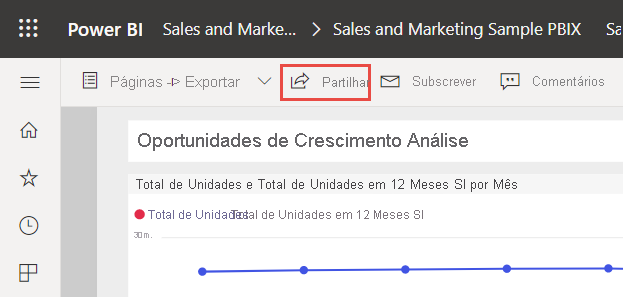 Power BI Sales and Marke... > Sales and Marketing Sample PBIX Sa
Páginas Exportar Partilhar Subscrever Comentários
Oportunidades de Crescimento Análise
Total de Unidades e Total de Unidades em 12 Meses SI por Mês
Total de Unidades Total de Unidades em 12 Meses SI
30 m.